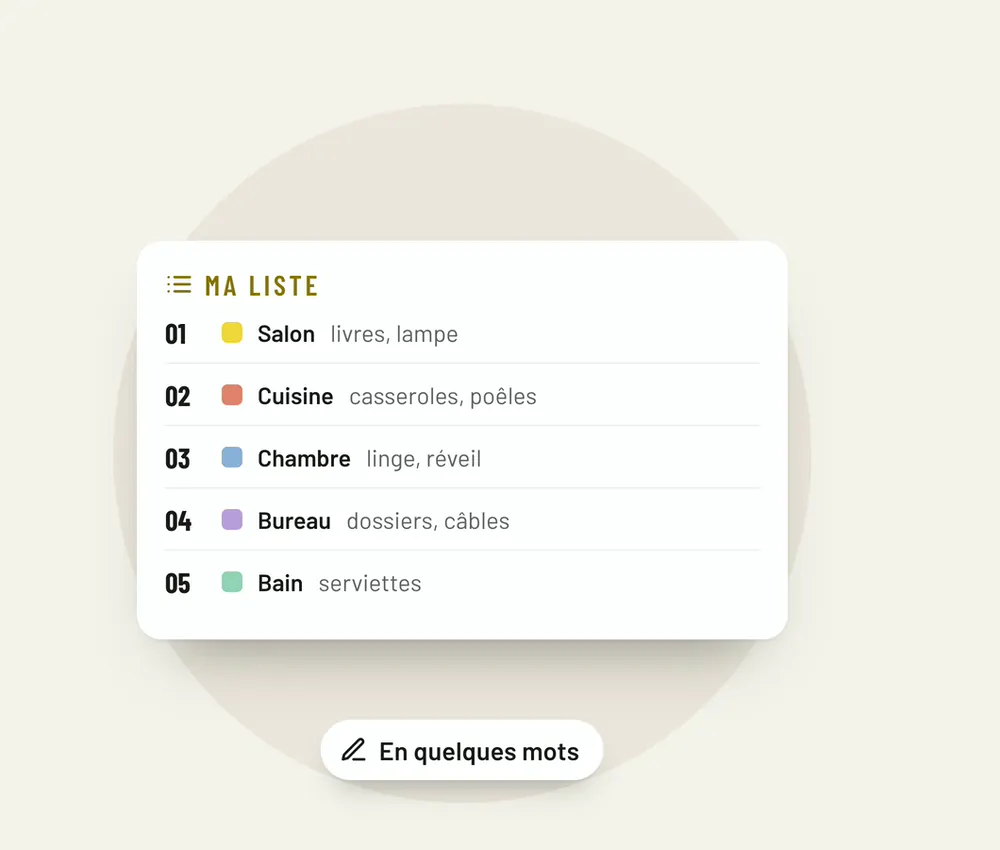 MA LISTE
01 Salon livres, lampe
02 Cuisine casseroles, poêles
03 Chambre linge, réveil
04 Bureau dossiers, câbles
05 Bain serviettes
En quelques mots